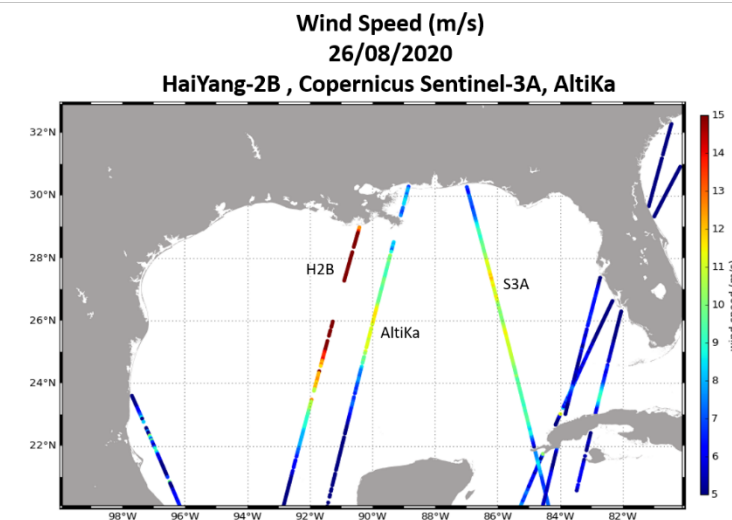 Wind Speed (m/s)
26/08/2020
HaiYang-2B , Copernicus Sentinel-3A, AltiKa
32°N
30°N
28°N
26°N
24°N
22°N
98°W
96°W
94°W
92°W
90°W
88°W
86°W
84°W
82°W
H2B
AltiKa
S3A
15
14
13
12
11
10
9
8
7
6
5
wind speed (m/s)